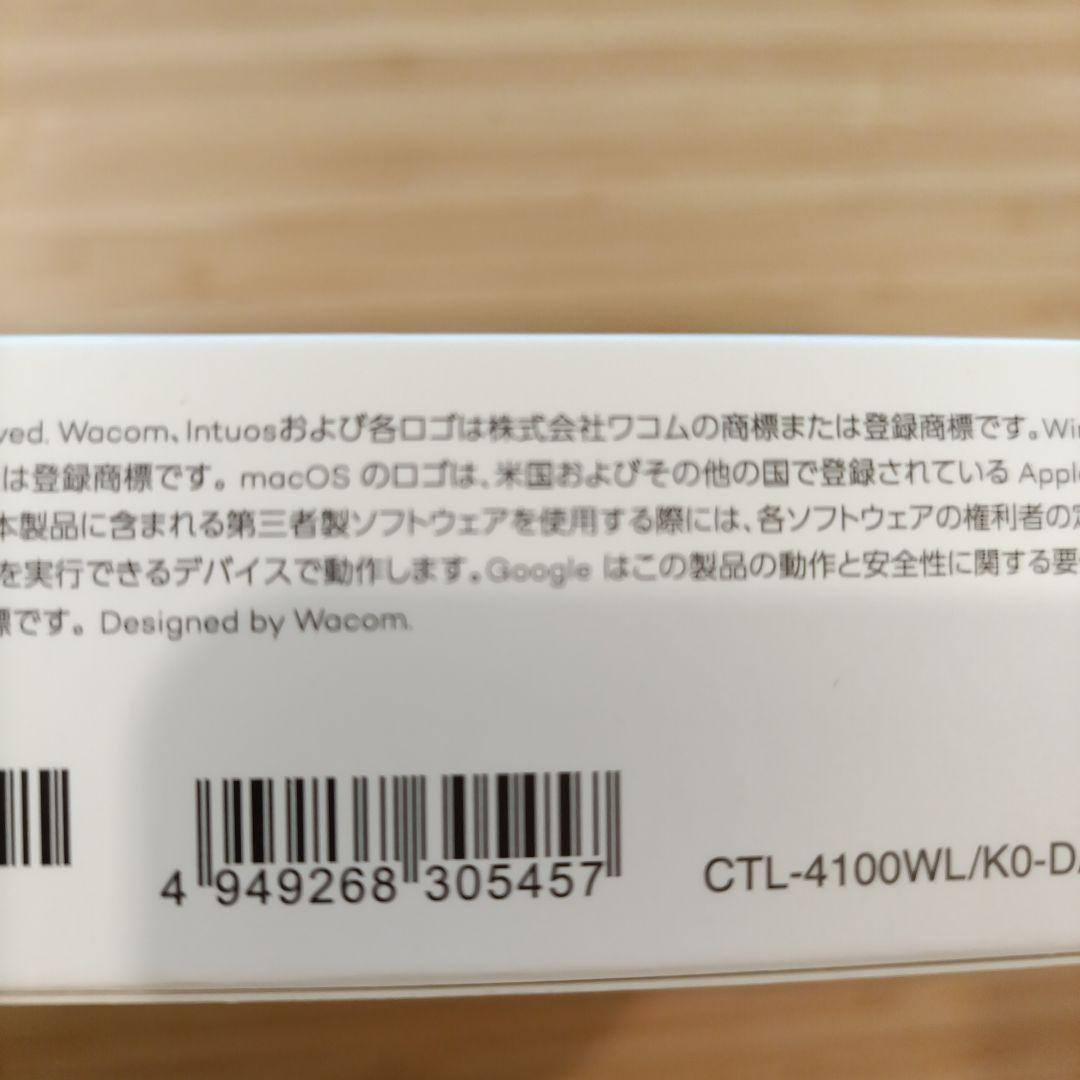 ved. Wacom、Intuosおよび各ロゴは株式会社ワコムの商標または登録商標です。Wi
は登録商標です。macOS のロゴは、米国およびその他の国で登録されている Apple
本製品に含まれる第三者製ソフトウェアを使用する際には、各ソフトウェアの権利者の定
を実行できるデバイスで動作します。Google はこの製品の動作と安全性に関する要
標です。Designed by Wacom.
4 949268 305457
CTL-4100WL/K0-D